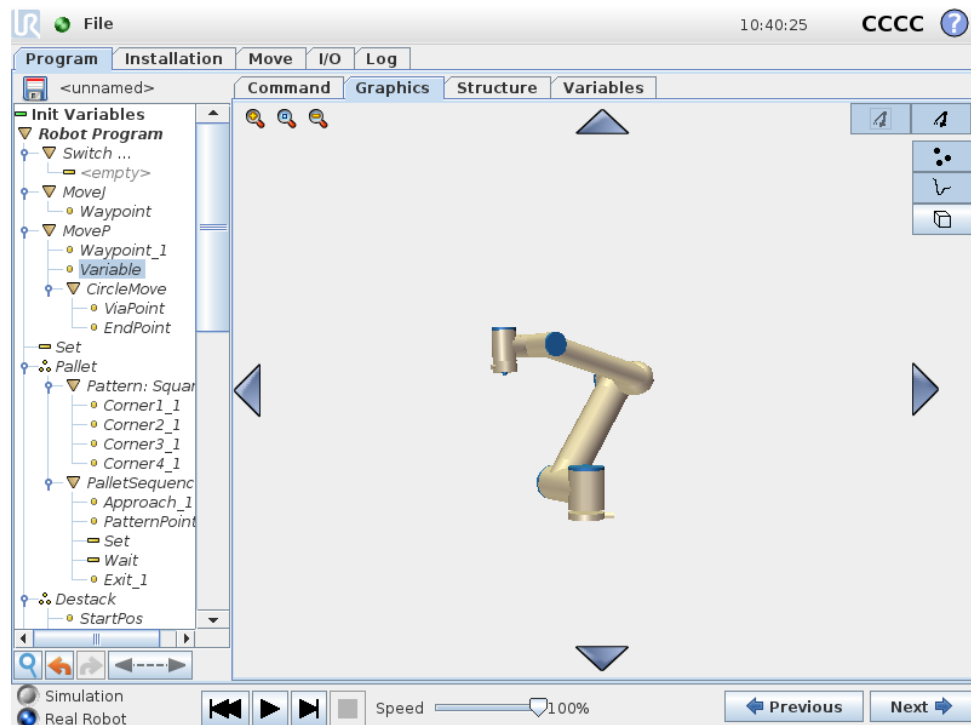 UR File 10:40:25 CCCC ?
Program Installation Move I/O Log
<unnamed> Command Graphics Structure Variables
Init Variables
Robot Program
Switch ...
<empty>
MoveJ
Waypoint
MoveP
Waypoint_1
Variable
CircleMove
ViaPoint
EndPoint
Set
Pallet
Pattern: Squar
Corner1_1
Corner2_1
Corner3_1
Corner4_1
PalletSequenc
Approach_1
PatternPoint
Set
Wait
Exit_1
Destack
StartPos
Simulation
Real Robot
Speed 100% Previous Next